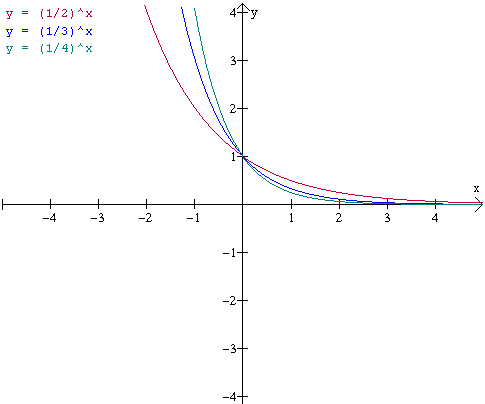 y = (1/2)^x
y = (1/3)^x
y = (1/4)^x
y
4
3
2
1
x
-4 -3 -2 -1 1 2 3 4
-1
-2
-3
-4